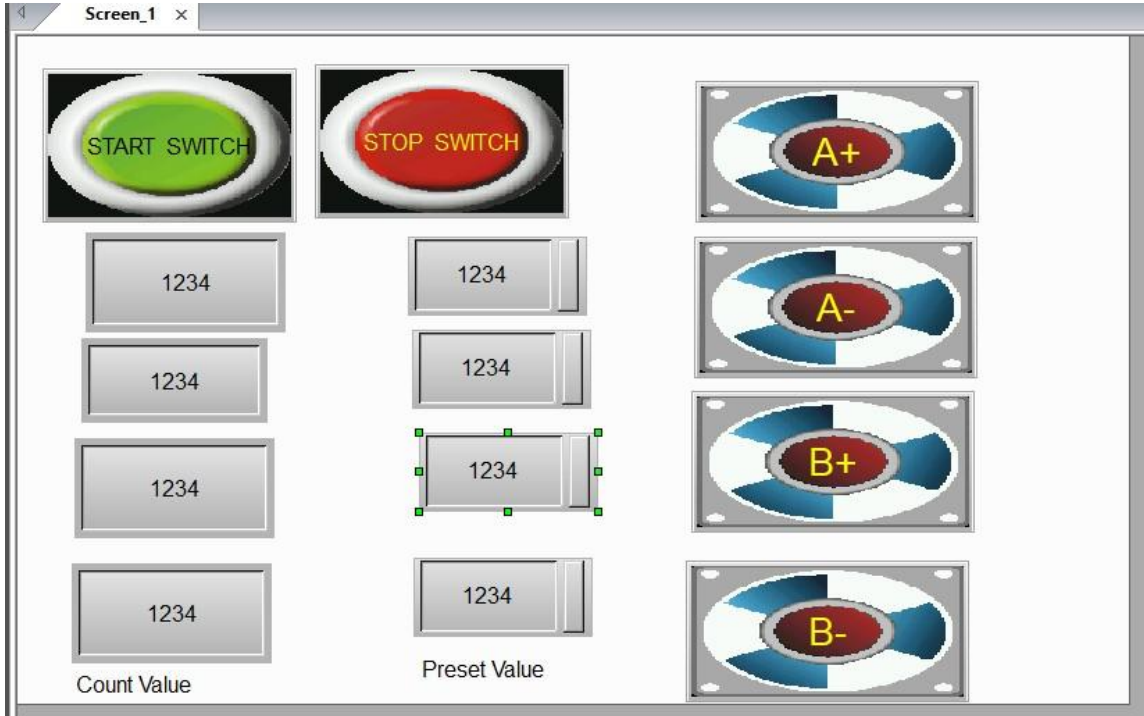 Screen_1
START SWITCH
STOP SWITCH
A+
1234
1234
A-
1234
1234
B+
1234
1234
B-
1234
1234
Count Value
Preset Value